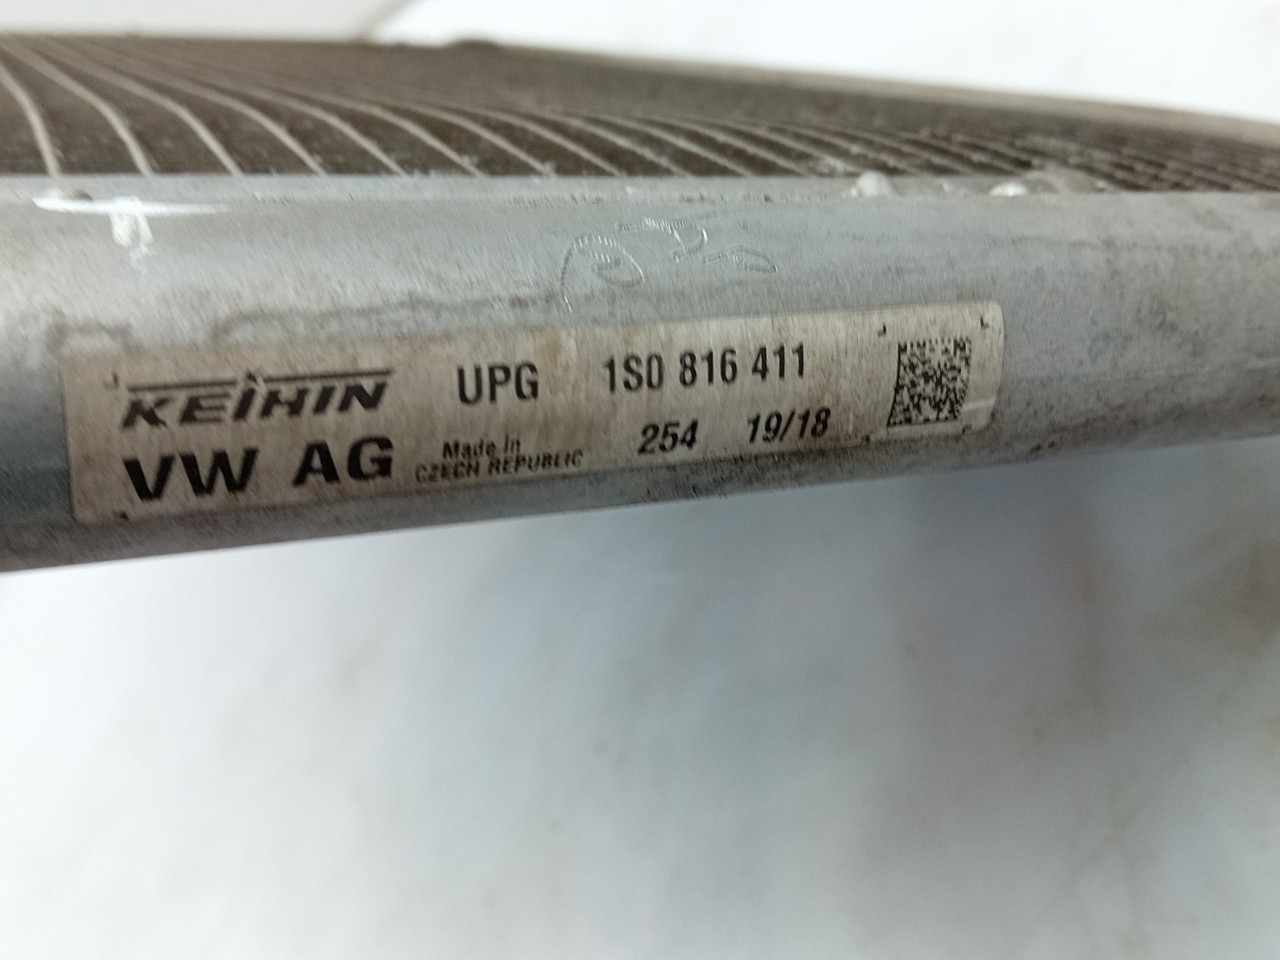 KEIHIN UPG 1S0 816 411
VW AG Made in CZECH REPUBLIC 254 19/18